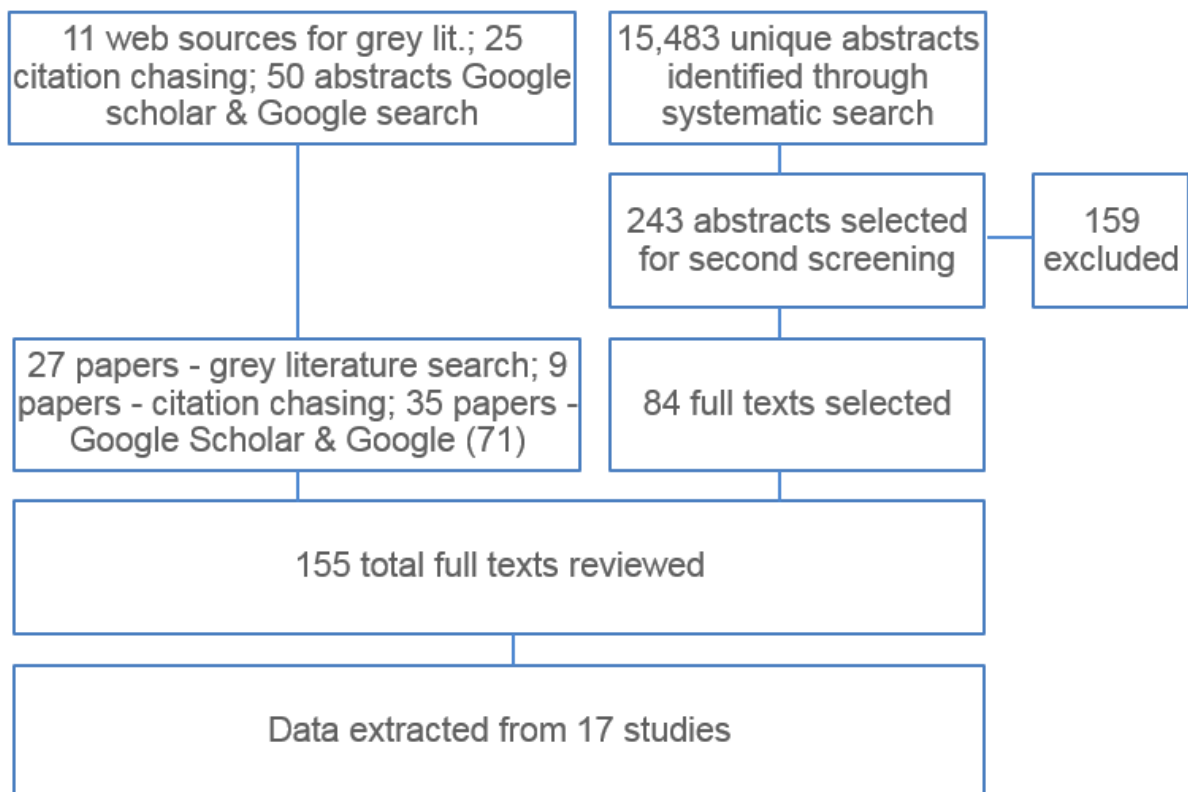 11 web sources for grey lit.; 25
citation chasing; 50 abstracts Google
scholar & Google search
15,483 unique abstracts
identified through
systematic search
243 abstracts selected
for second screening
159
excluded
27 papers - grey literature search; 9
papers - citation chasing; 35 papers -
Google Scholar & Google (71)
84 full texts selected
155 total full texts reviewed
Data extracted from 17 studies